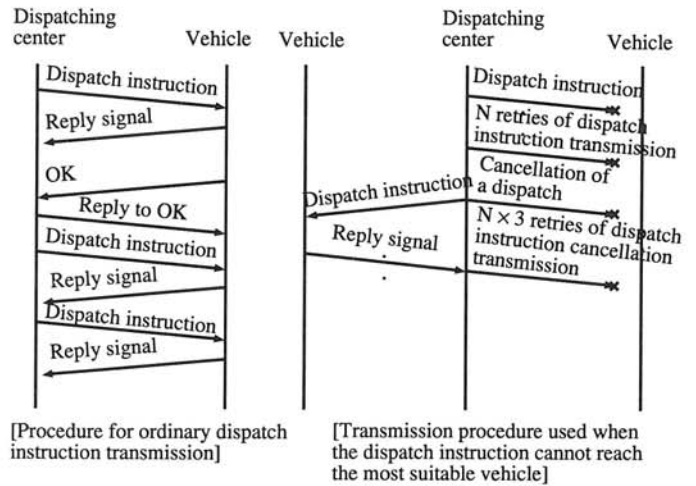 Dispatching
center
Vehicle
Dispatch instruction
Reply signal
OK
Reply to OK
Dispatch instruction
Reply signal
Dispatch instruction
Reply signal
[Procedure for ordinary dispatch
instruction transmission]
Vehicle
Dispatching
center
Vehicle
Dispatch instruction
N retries of dispatch
instruction transmission
Cancellation of
a dispatch
Dispatch instruction
N × 3 retries of dispatch
instruction cancellation
transmission
Reply signal
[Transmission procedure used when
the dispatch instruction cannot reach
the most suitable vehicle]